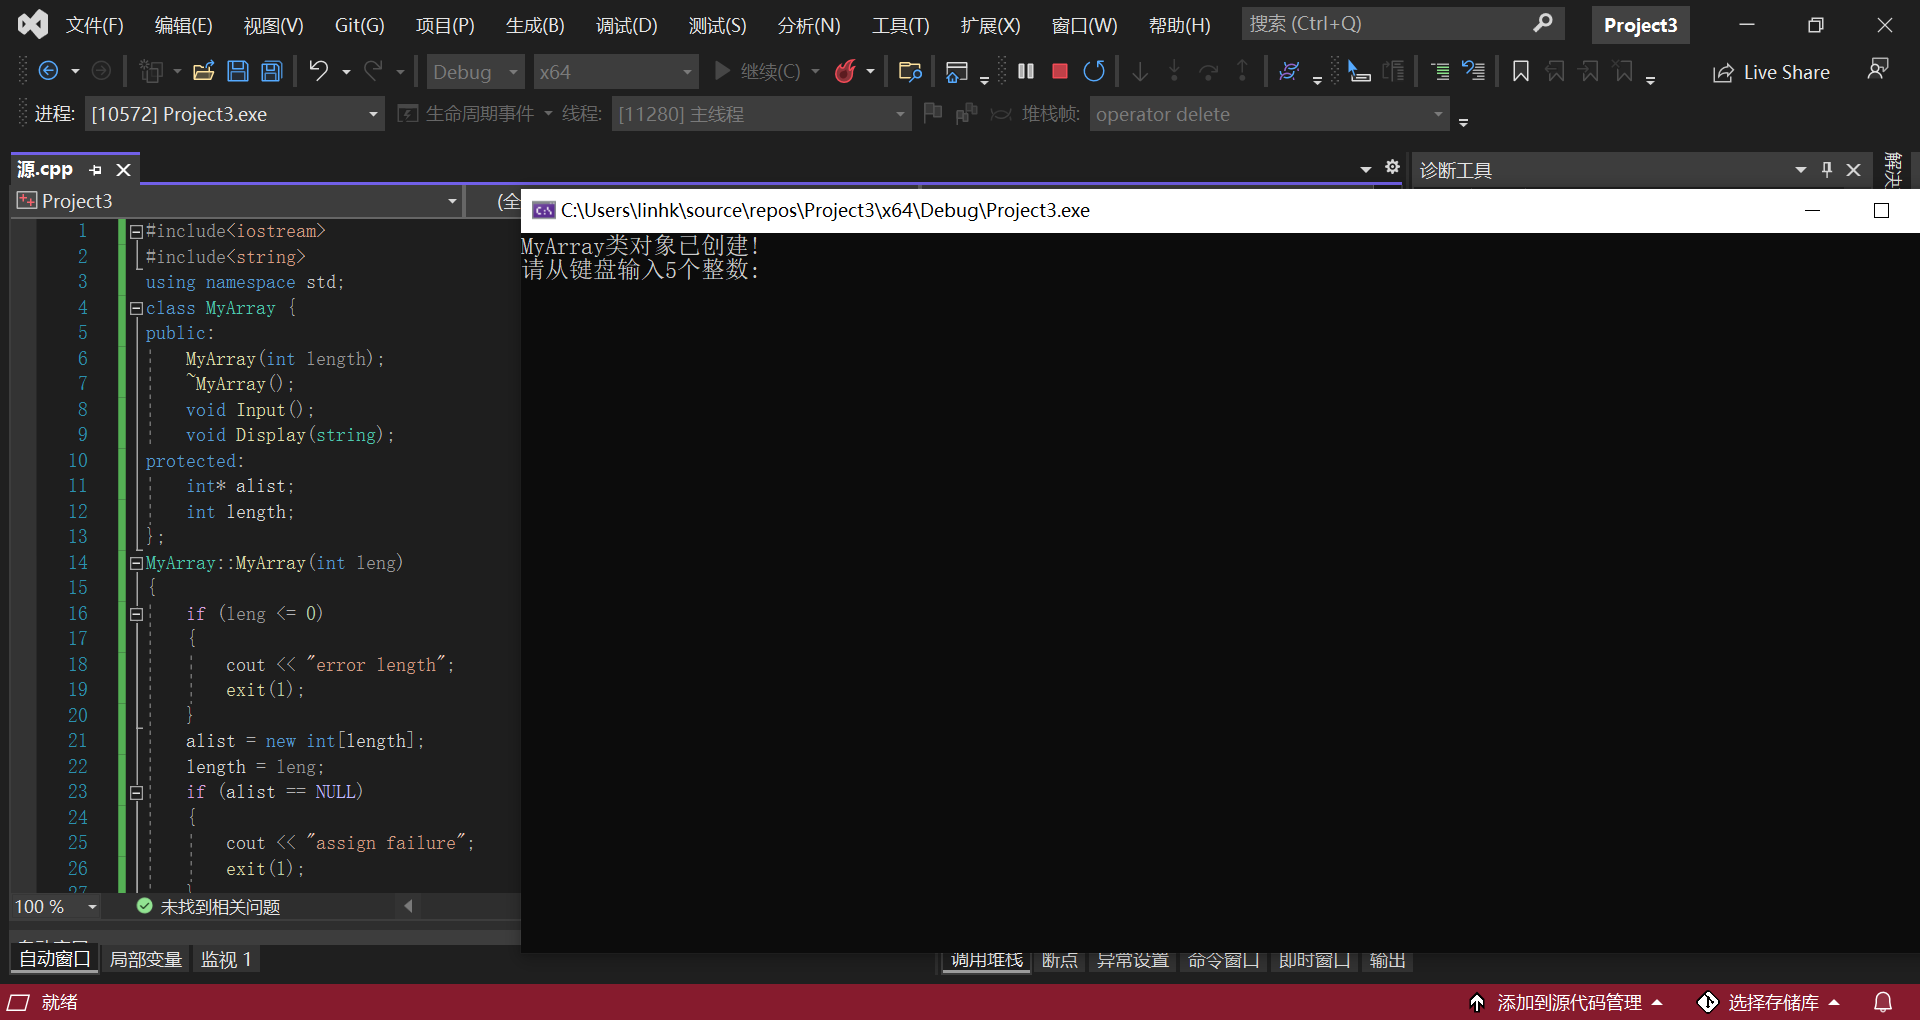 文件(F) 编辑(E) 视图(V) Git(G) 项目(P) 生成(B) 调试(D) 测试(S) 分析(N) 工具(T) 扩展(X) 窗口(W) 帮助(H) 搜索 (Ctrl+Q) Project3
Debug x64 继续(C) Live Share
进程: [10572] Project3.exe 生命周期事件 线程: [11280] 主线程 堆栈帧: operator delete
源.cpp 诊断工具 解决
Project3 (全
C:\Users\linhk\source\repos\Project3\x64\Debug\Project3.exe
MyArray类对象已创建!
请从键盘输入5个整数:
1 #include<iostream>
2 #include<string>
3 using namespace std;
4 class MyArray {
5 public:
6 MyArray(int length);
7 ~MyArray();
8 void Input();
9 void Display(string);
10 protected:
11 int* alist;
12 int length;
13 };
14 MyArray::MyArray(int leng)
15 {
16 if (leng <= 0)
17 {
18 cout << "error length";
19 exit(1);
20 }
21 alist = new int[length];
22 length = leng;
23 if (alist == NULL)
24 {
25 cout << "assign failure";
26 exit(1);
27 }
100 % 未找到相关问题
自动窗口
自动窗口 局部变量 监视 1 调用堆栈 断点 异常设置 命令窗口 即时窗口 输出
就绪 添加到源代码管理 选择存储库